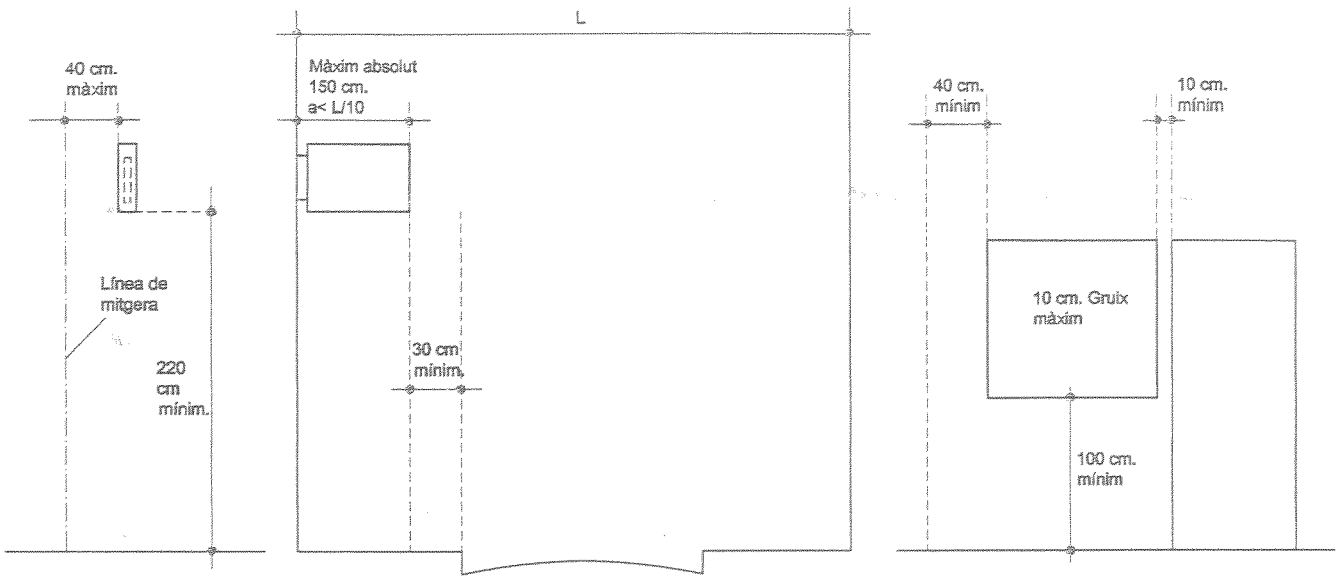 40 cm.
màxim
Línea de
mitgera
220
cm
mínim.
L
Màxim absolut
150 cm.
a< L/10
30 cm
mínim.
40 cm.
mínim
10 cm.
mínim
10 cm. Gruix
màxim
100 cm.
mínim